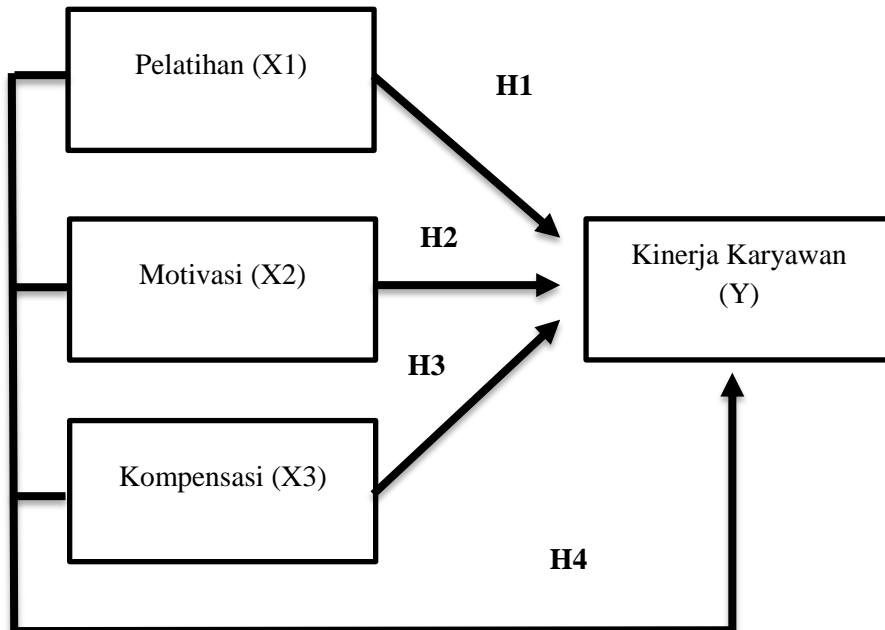 Pelatihan (X1)
H1
Motivasi (X2)
H2
Kinerja Karyawan
(Y)
H3
Kompensasi (X3)
H4